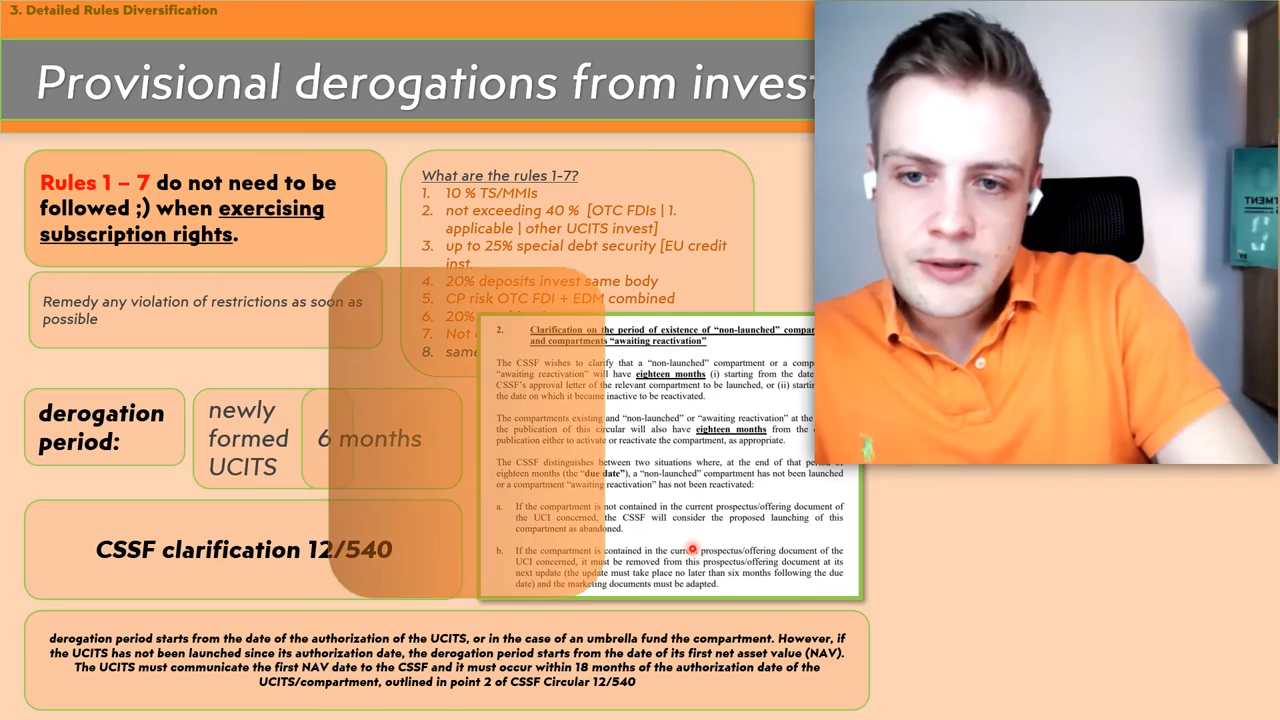 3. Detailed Rules Diversification
Provisional derogations from invest
Rules 1 – 7 do not need to be
followed ;) when exercising
subscription rights.
Remedy any violation of restrictions as soon as
possible
What are the rules 1-7?
1. 10 % TS/MMIs
2. not exceeding 40 % [OTC FDIs | 1.
applicable | other UCITS invest]
3. up to 25% special debt security [EU credit
inst.
4. 20% deposits invest same body
5. CP risk OTC FDI + EDM combined
6. 20%
7. Not
8. same
derogation
period:
newly
formed
UCITS
6 months
CSSF clarification 12/540
2. Clarification on the period of existence of “non-launched”
and compartments “awaiting reactivation”
The CSSF wishes to clarify that a “non-launched” compartment or a
“awaiting reactivation” will have eighteen months (i) starting from the date
CSSF’s approval letter of the relevant compartment to be launched, or (ii)
the date on which it became inactive to be reactivated.
The compartments existing and “non-launched” or “awaiting reactivation” at the
the publication of this circular will also have eighteen months from the
publication either to activate or reactivate the compartment, as appropriate.
The CSSF distinguishes between two situations where, at the end of that
eighteen months (the “due date”), a “non-launched” compartment has not been launched
or a compartment “awaiting reactivation” has not been reactivated:
a. If the compartment is not contained in the current prospectus/offering document of
the UCI concerned, the CSSF will consider the proposed launching of this
compartment as abandoned.
b. If the compartment is contained in the current prospectus/offering document of the
UCI concerned, it must be removed from this prospectus/offering document at its
next update (the update must take place no later than six months following the due
date) and the marketing documents must be adapted.
derogation period starts from the date of the authorization of the UCITS, or in the case of an umbrella fund the compartment. However, if
the UCITS has not been launched since its authorization date, the derogation period starts from the date of its first net asset value (NAV).
The UCITS must communicate the first NAV date to the CSSF and it must occur within 18 months of the authorization date of the
UCITS/compartment, outlined in point 2 of CSSF Circular 12/540